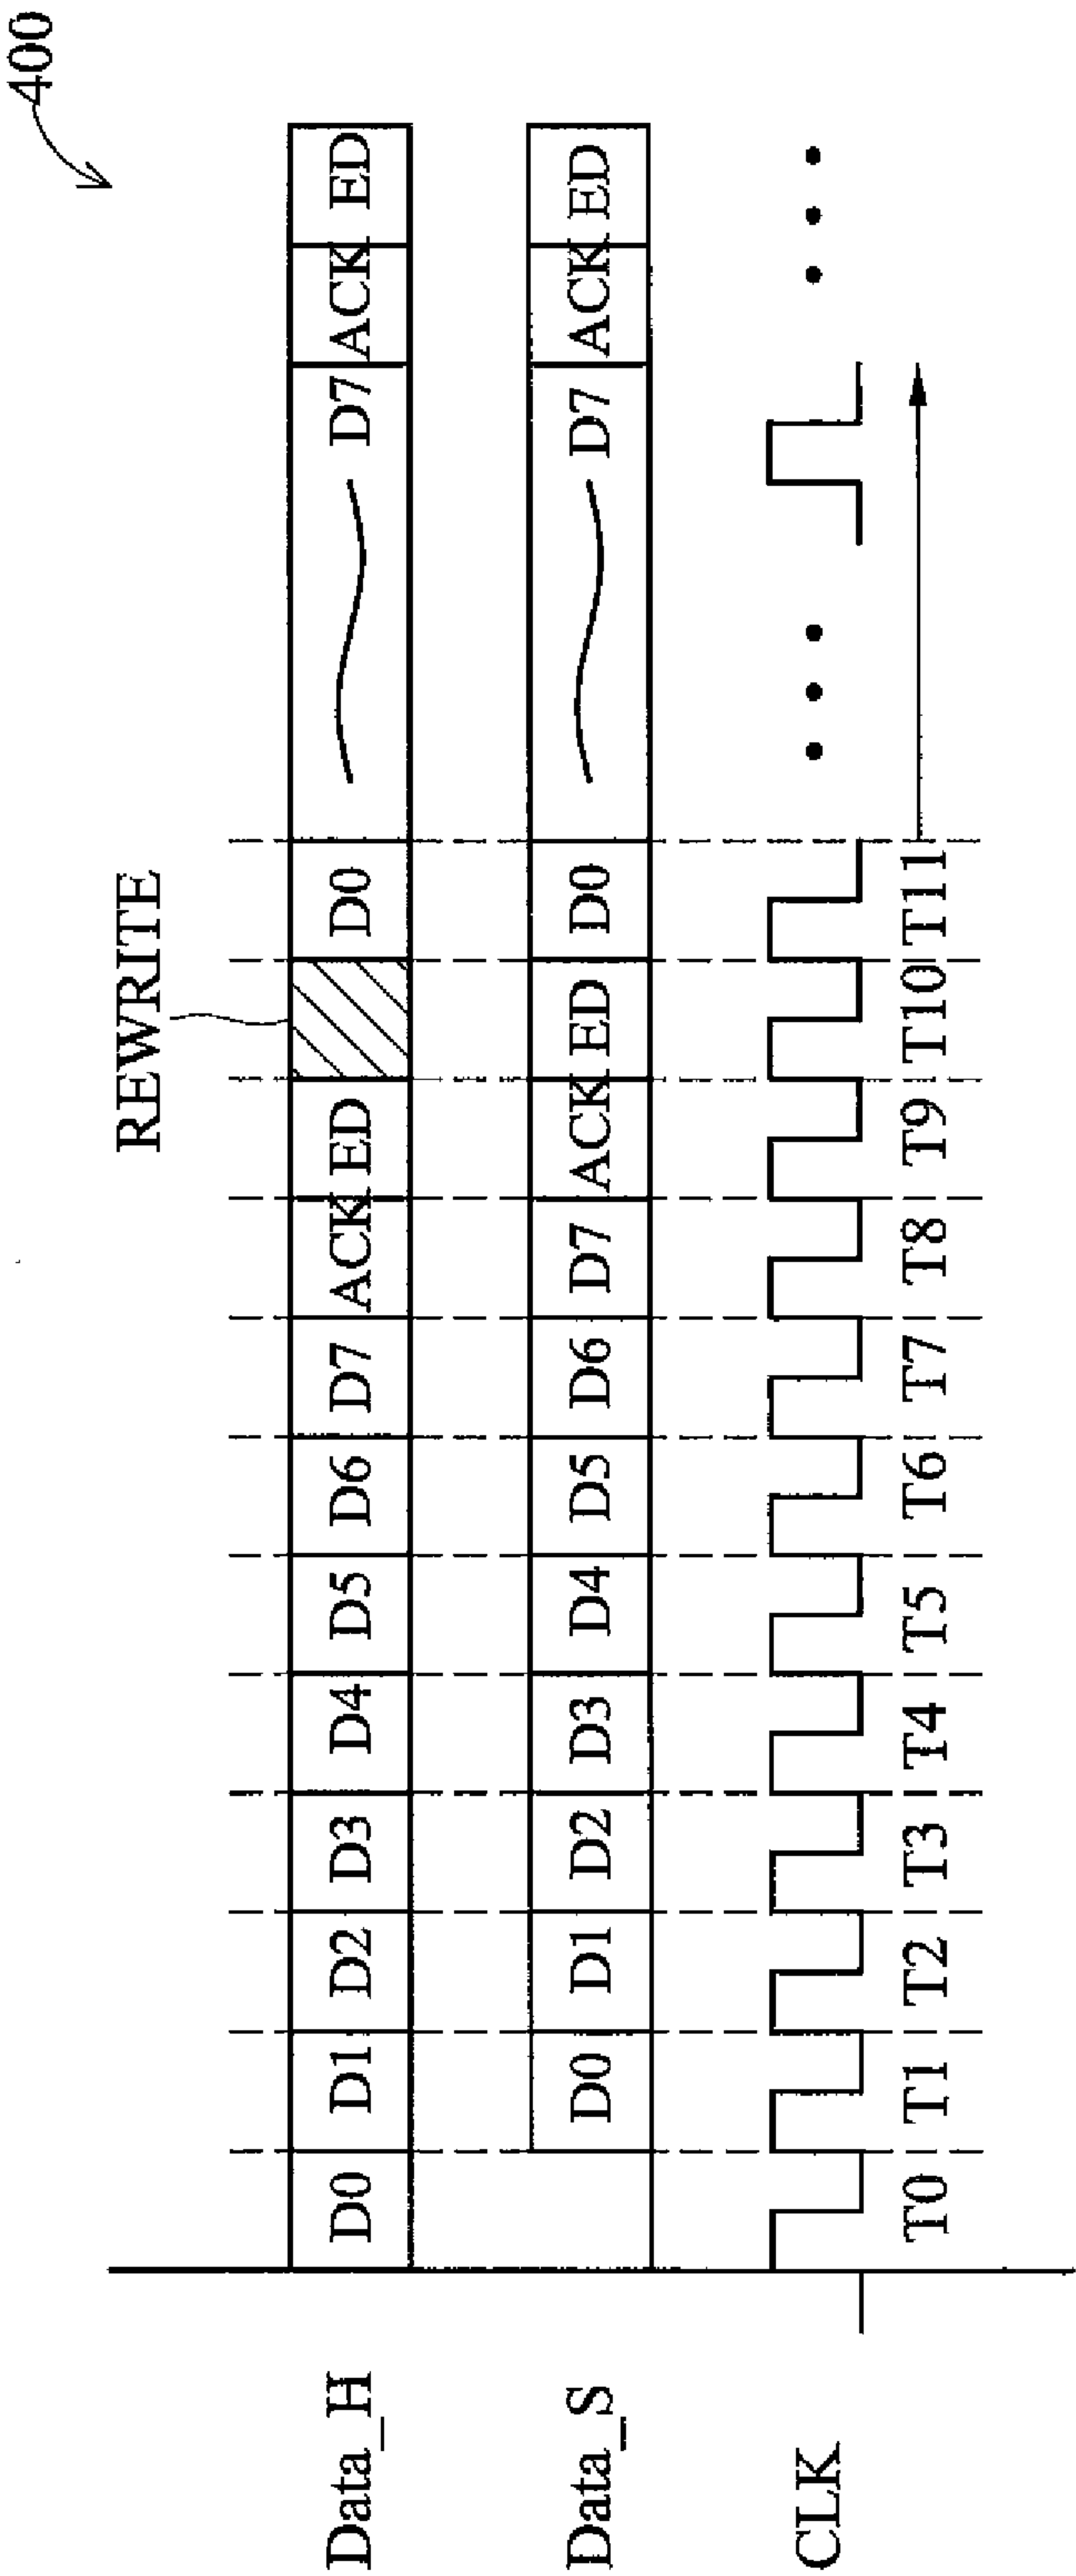 400
REWRITE
Data_H D0 D1 D2 D3 D4 D5 D6 D7 ACK ED D0 D7 ACK ED
Data_S D0 D1 D2 D3 D4 D5 D6 D7 ACK ED D0 D7 ACK ED
CLK
T0 T1 T2 T3 T4 T5 T6 T7 T8 T9 T10 T11